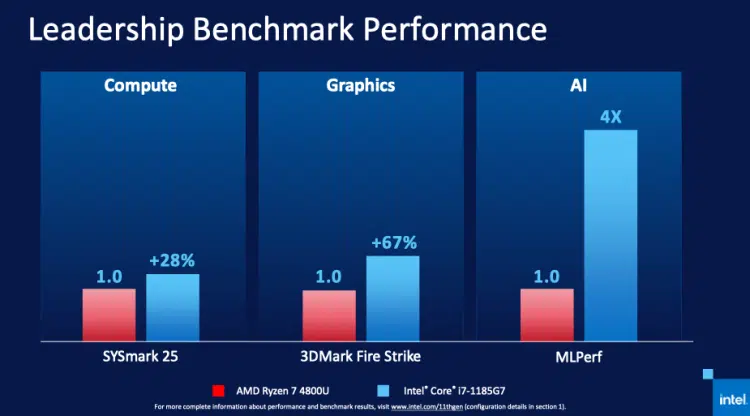 Leadership Benchmark Performance
Compute
Graphics
AI
4X
+67%
+28%
1.0
1.0
1.0
SYSmark 25
3DMark Fire Strike
MLPerf
AMD Ryzen 7 4800U
Intel® Core® i7-1185G7
For more complete information about performance and benchmark results, visit www.intel.com/11thgen (configuration details in section 1).
intel.